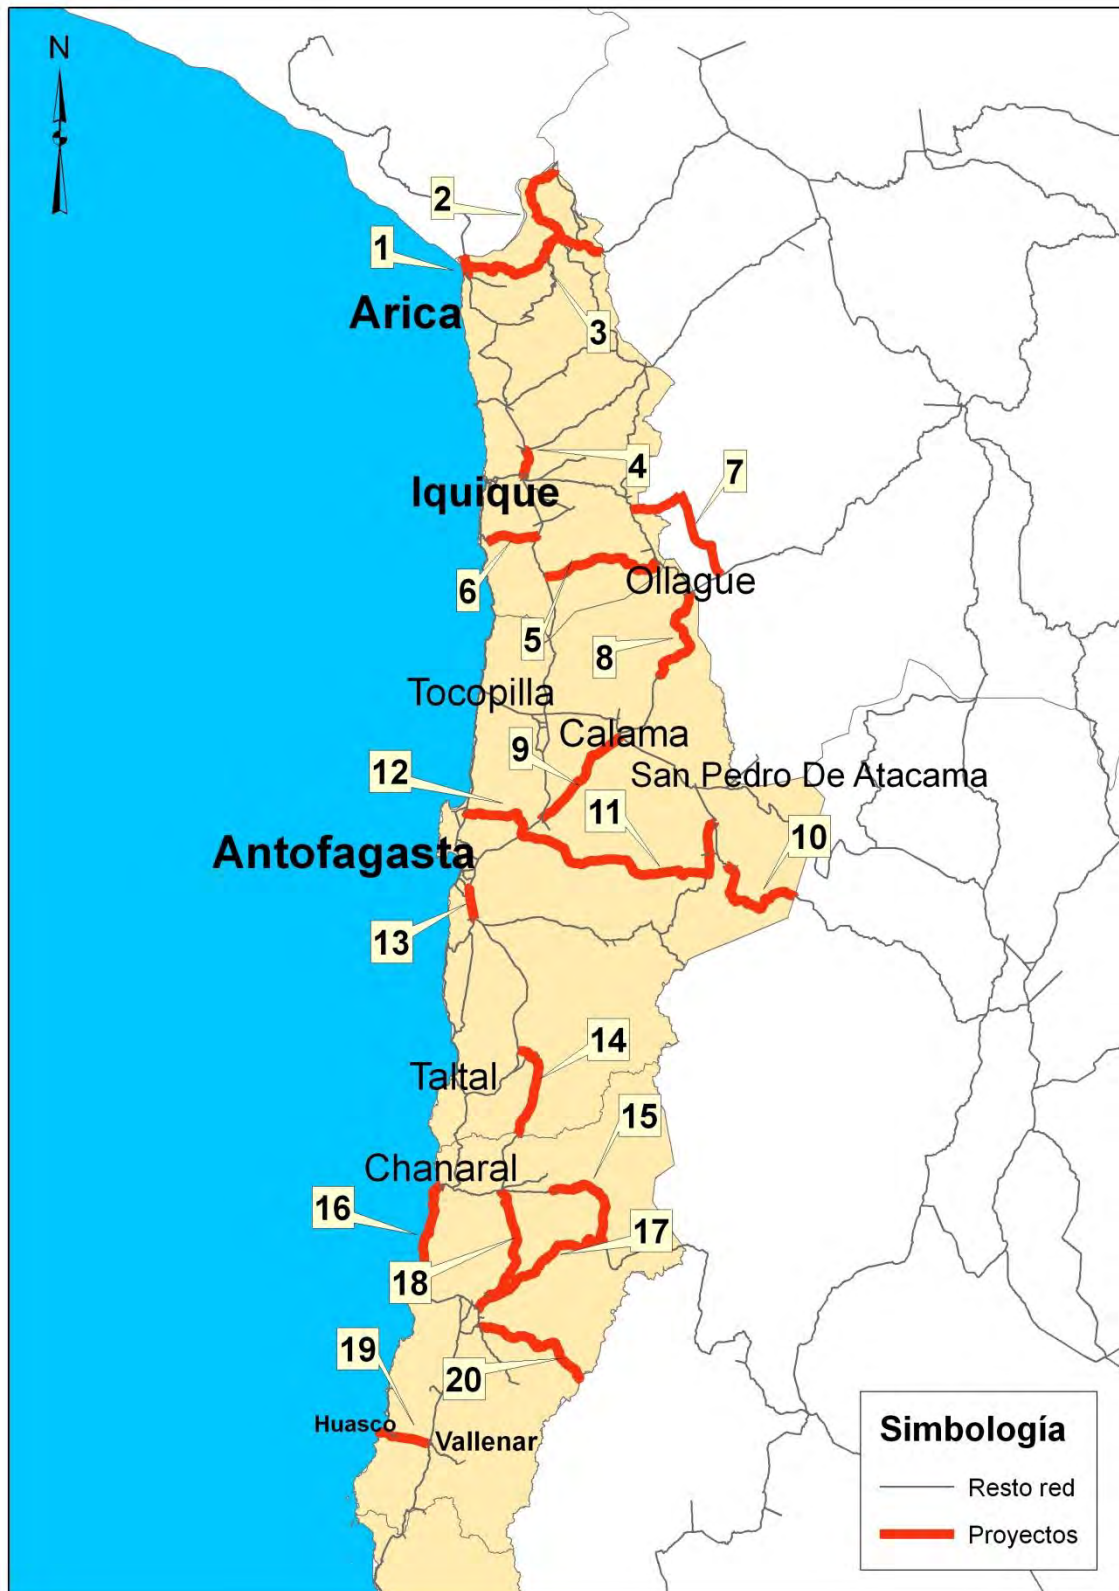 N
2
1
Arica
3
4
7
Iquique
6
Ollague
5
8
Tocopilla
Calama
9
San Pedro De Atacama
12
11
10
Antofagasta
13
14
Taltal
15
Chanaral
16
17
18
19
20
Huasco
Vallenar
Simbología
Resto red
Proyectos